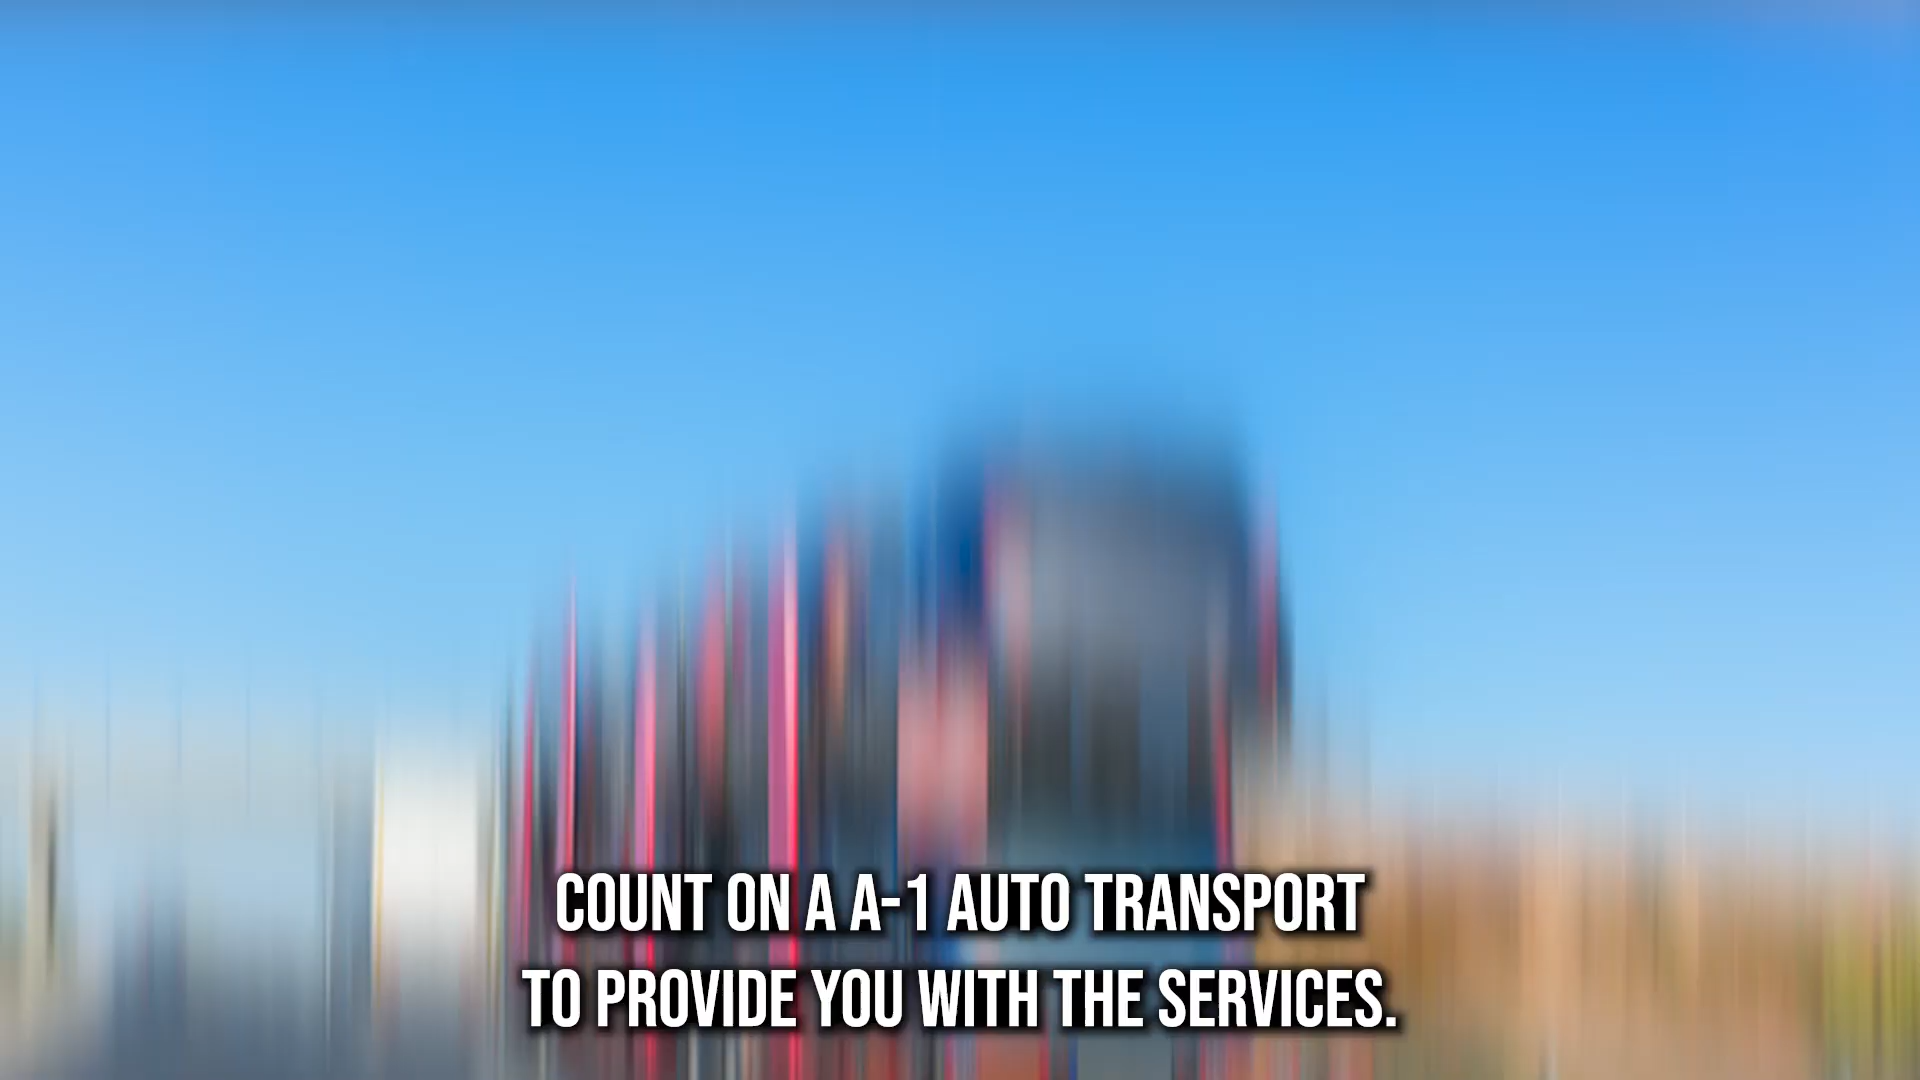 COUNT ON A A-1 AUTO TRANSPORT
TO PROVIDE YOU WITH THE SERVICES.